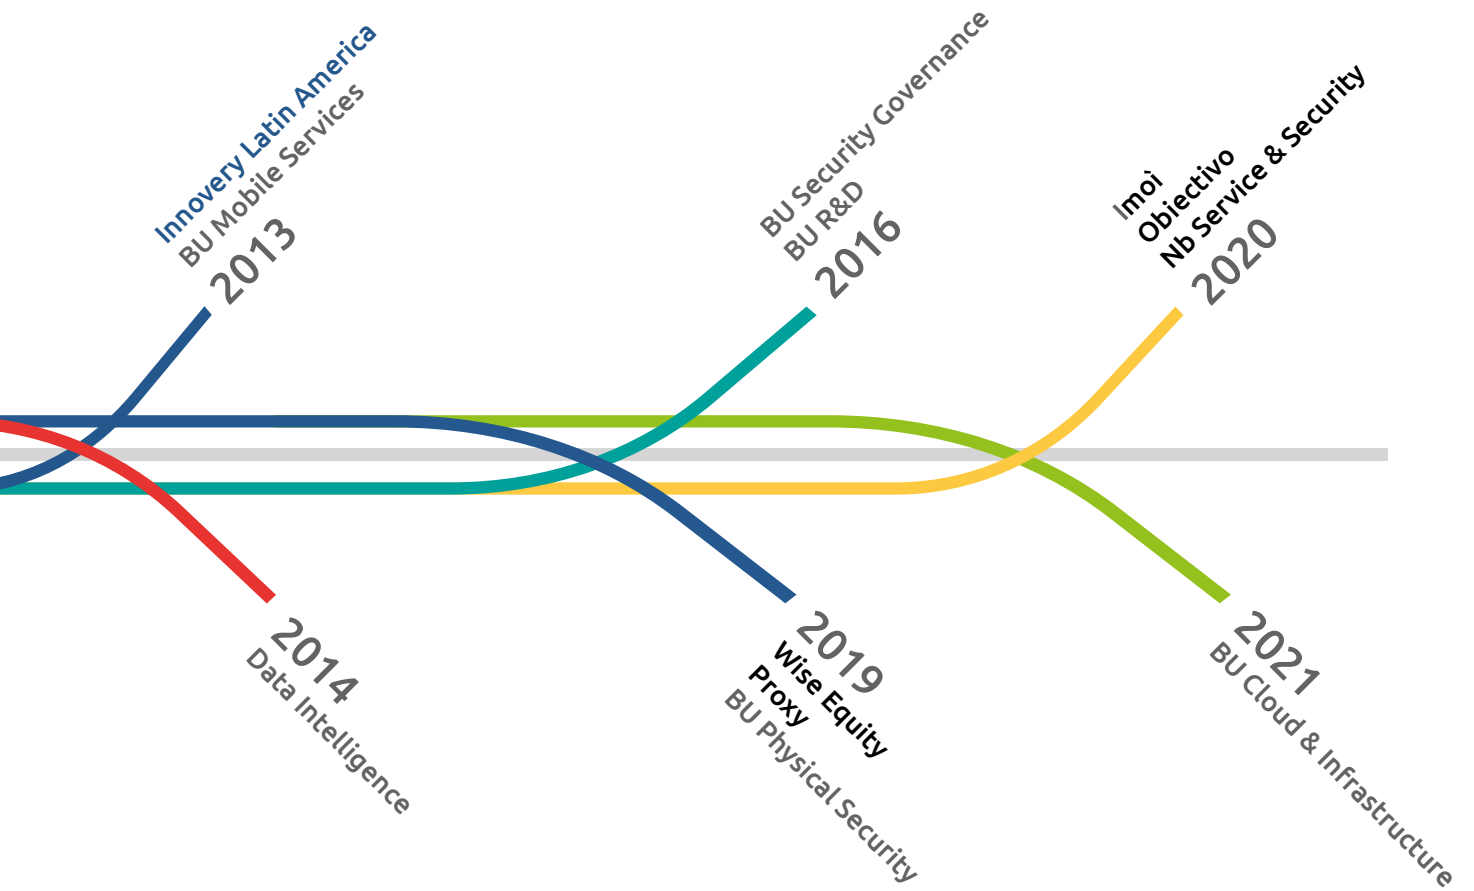 Innovery Latin America
BU Mobile Services
2013
2014
Data Intelligence
BU Security Governance
BU R&D
2016
2019
Wise Equity
Proxy
BU Physical Security
Imoì
Obiectivo
Nb Service & Security
2020
2021
BU Cloud & Infrastructure